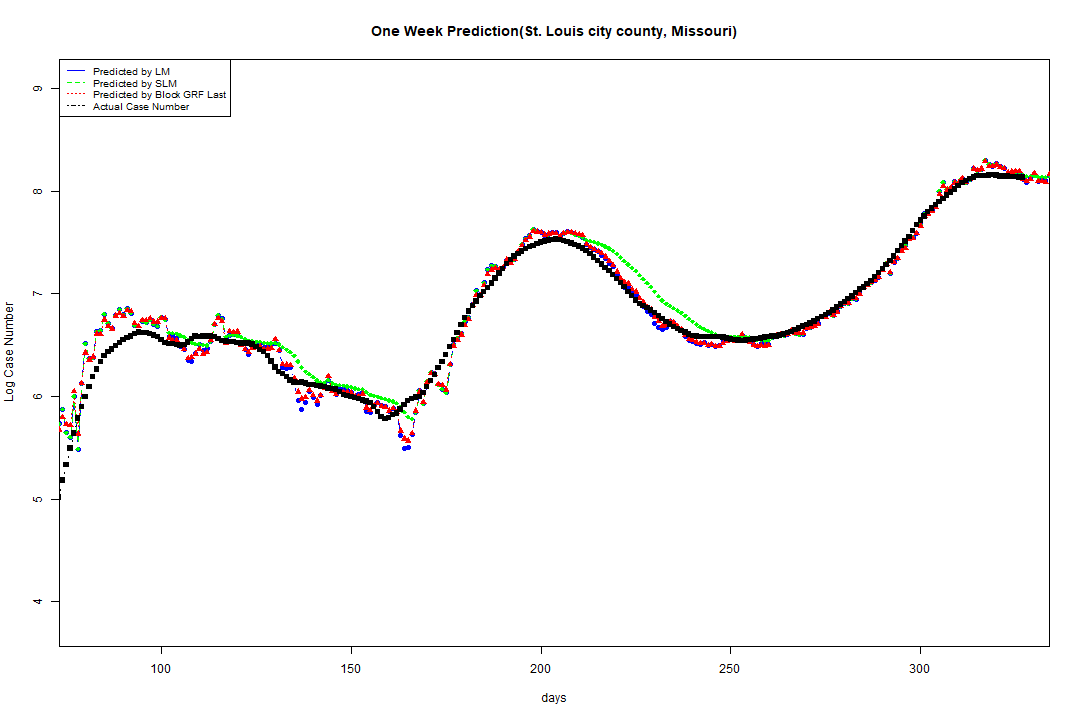 One Week Prediction(St. Louis city county, Missouri)
Predicted by LM
Predicted by SLM
Predicted by Block GRF Last
Actual Case Number
9
8
7
6
5
4
Log Case Number
100 150 200 250 300
days